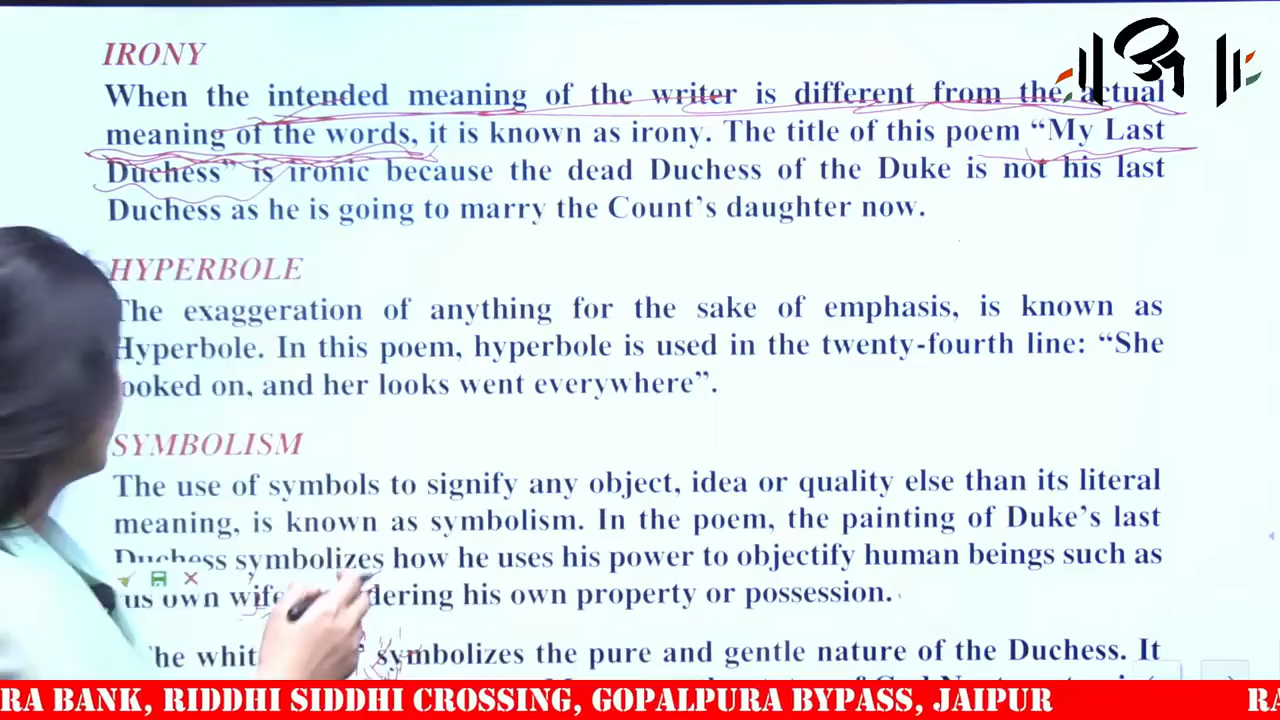 IRONY
When the intended meaning of the writer is different from the actual
meaning of the words, it is known as irony. The title of this poem “My Last
Duchess” is ironic because the dead Duchess of the Duke is not his last
Duchess as he is going to marry the Count’s daughter now.
HYPERBOLE
The exaggeration of anything for the sake of emphasis, is known as
Hyperbole. In this poem, hyperbole is used in the twenty-fourth line: “She
looked on, and her looks went everywhere”.
SYMBOLISM
The use of symbols to signify any object, idea or quality else than its literal
meaning, is known as symbolism. In the poem, the painting of Duke’s last
Duchess symbolizes how he uses his power to objectify human beings such as
his own wife his own property or possession.
The symbolizes the pure and gentle nature of the Duchess. It
RA BANK, RIDDHI SIDDHI CROSSING, GOPALPURA BYPASS, JAIPUR
RA